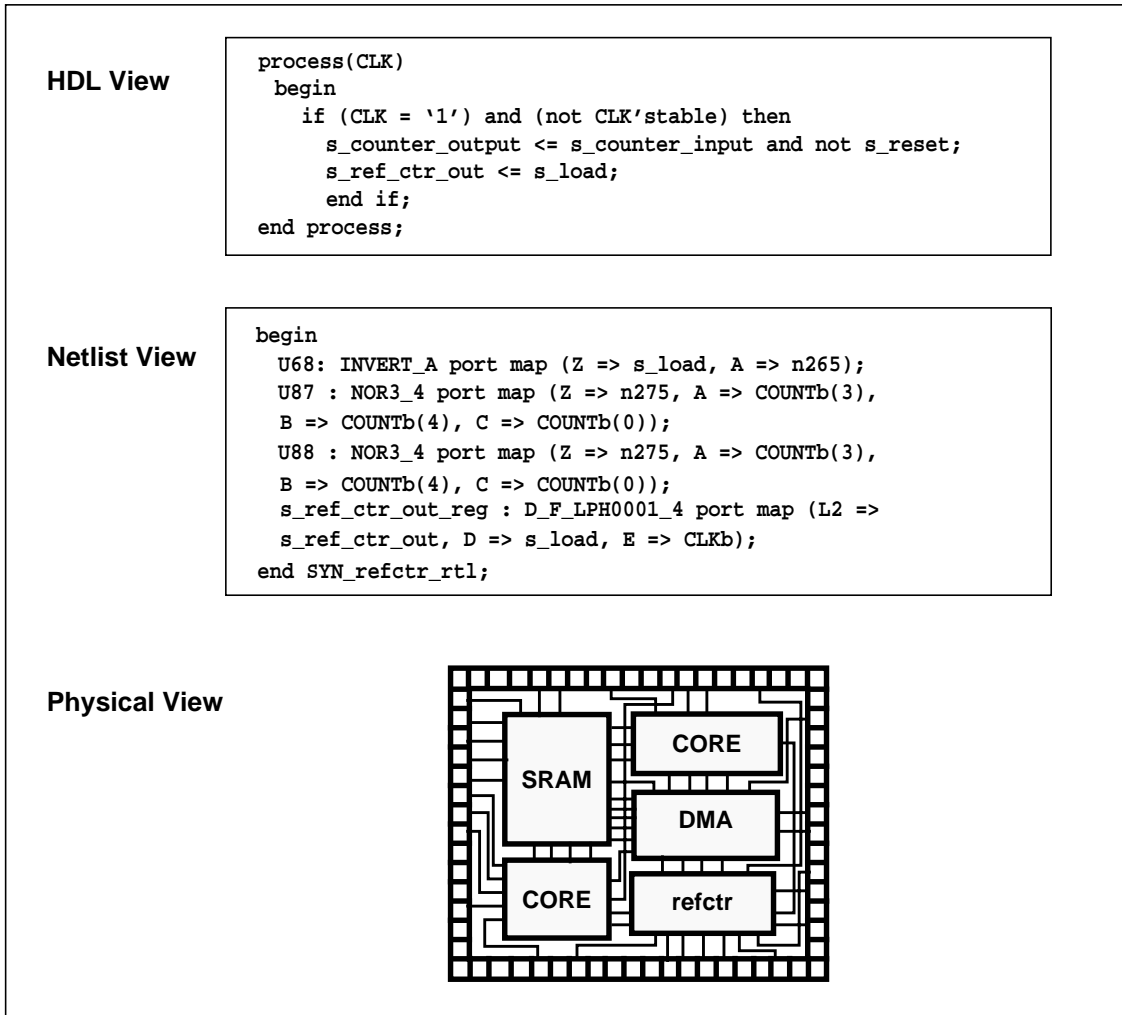 HDL View
process(CLK)
begin
if (CLK = ‘1’) and (not CLK’stable) then
s_counter_output <= s_counter_input and not s_reset;
s_ref_ctr_out <= s_load;
end if;
end process;
Netlist View
begin
U68: INVERT_A port map (Z => s_load, A => n265);
U87 : NOR3_4 port map (Z => n275, A => COUNTb(3),
B => COUNTb(4), C => COUNTb(0));
U88 : NOR3_4 port map (Z => n275, A => COUNTb(3),
B => COUNTb(4), C => COUNTb(0));
s_ref_ctr_out_reg : D_F_LPH0001_4 port map (L2 =>
s_ref_ctr_out, D => s_load, E => CLKb);
end SYN_refctr_rtl;
Physical View
SRAM
CORE
DMA
CORE
refctr